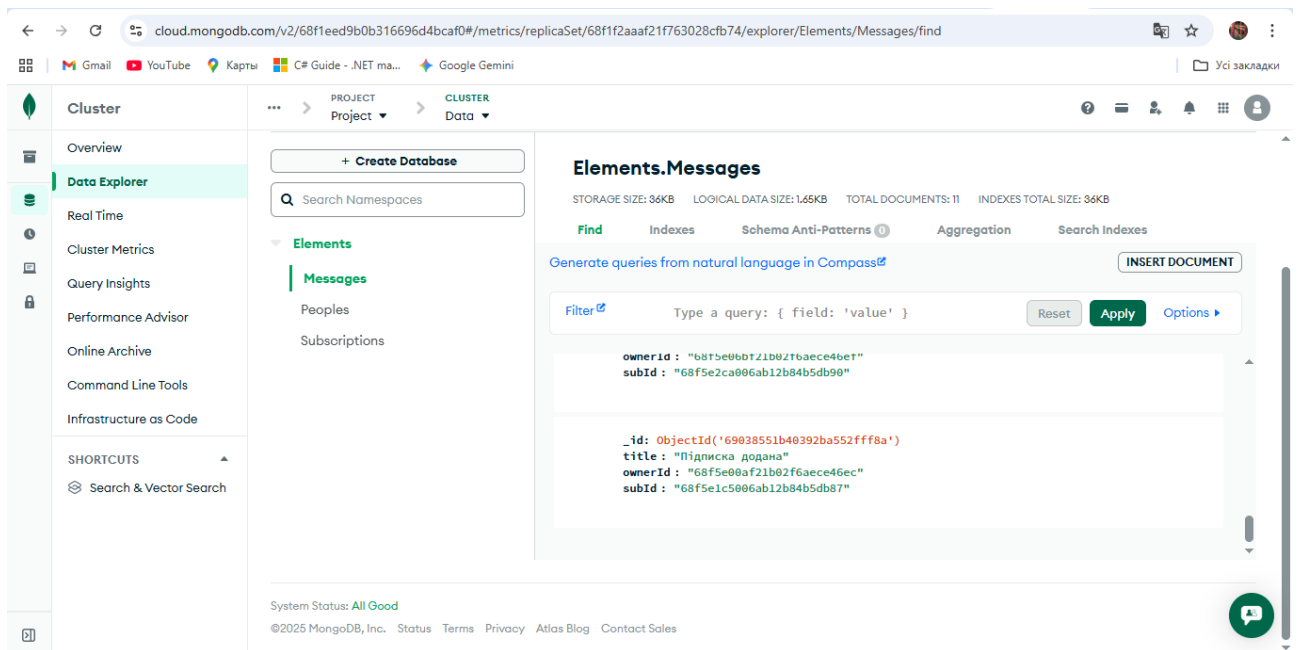 cloud.mongodb.com/v2/68f1eed9b0b316696d4bcaf0#/metrics/replicaSet/68f1f2aaaf21f763028cfb74/explorer/Elements/Messages/find
Gmail YouTube Карты C# Guide - .NET ma... Google Gemini Усі закладки
Cluster
... PROJECT CLUSTER
Project Data
Overview
Data Explorer
Real Time
Cluster Metrics
Query Insights
Performance Advisor
Online Archive
Command Line Tools
Infrastructure as Code
SHORTCUTS
Search & Vector Search
+ Create Database
Search Namespaces
Elements
Messages
Peoples
Subscriptions
Elements.Messages
STORAGE SIZE: 36KB LOGICAL DATA SIZE: 1.65KB TOTAL DOCUMENTS: 11 INDEXES TOTAL SIZE: 36KB
Find Indexes Schema Anti-Patterns 0 Aggregation Search Indexes
Generate queries from natural language in Compass INSERT DOCUMENT
Filter Type a query: { field: 'value' } Reset Apply Options
ownerId : "68f5e06bf21b02f6aece46ef"
subId : "68f5e2ca006ab12b84b5db90"
_id: ObjectId('69038551b40392ba552fff8a')
title : "Підписка додана"
ownerId : "68f5e00af21b02f6aece46ec"
subId : "68f5e1c5006ab12b84b5db87"
System Status: All Good
©2025 MongoDB, Inc. Status Terms Privacy Atlas Blog Contact Sales